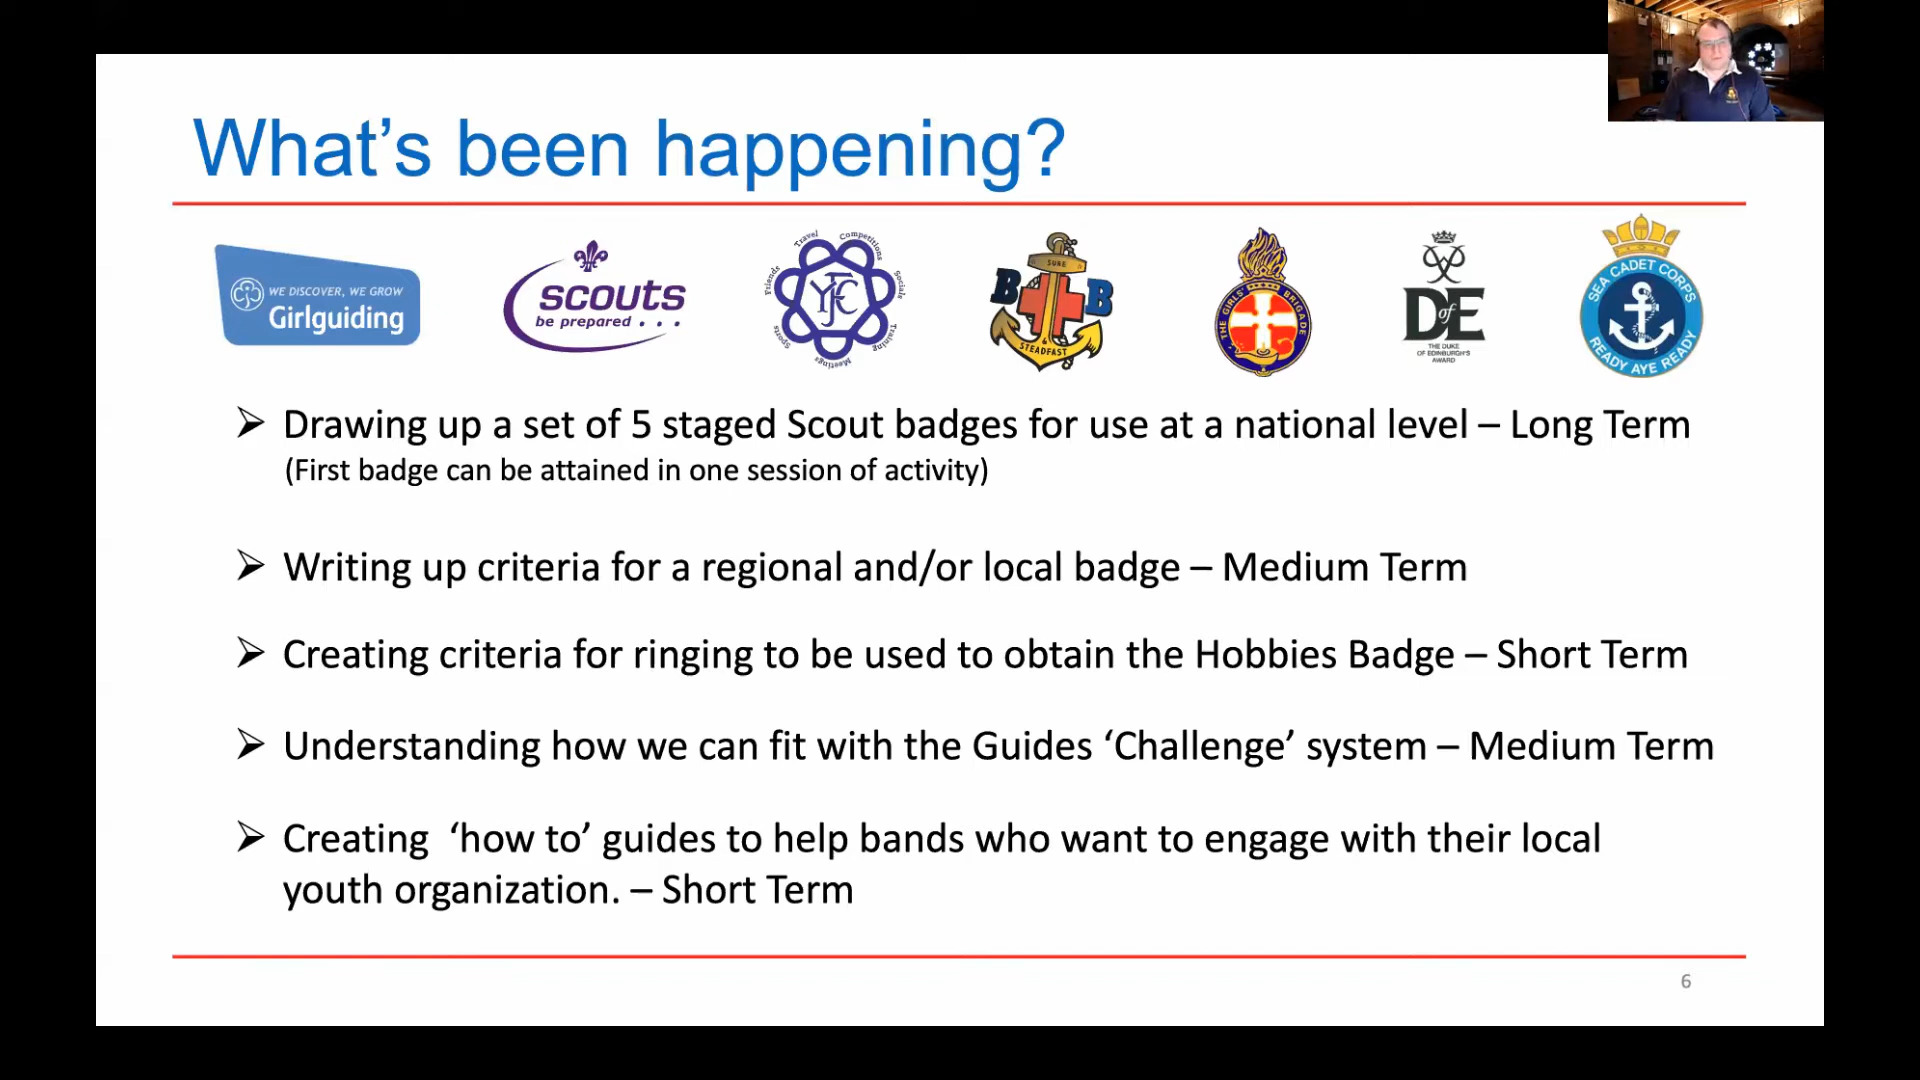 What's been happening?
WE DISCOVER, WE GROW
Girlguiding
scouts
be prepared . . .
Travel
Competitions
Socials
Training
Meetings
Sports
Friends
YFC
SURE
B B
& STEADFAST
THE GIRLS' BRIGADE
DofE
THE DUKE
OF EDINBURGH'S
AWARD
SEA CADET CORPS
READY AYE READY
➢ Drawing up a set of 5 staged Scout badges for use at a national level – Long Term
(First badge can be attained in one session of activity)
➢ Writing up criteria for a regional and/or local badge – Medium Term
➢ Creating criteria for ringing to be used to obtain the Hobbies Badge – Short Term
➢ Understanding how we can fit with the Guides ‘Challenge’ system – Medium Term
➢ Creating ‘how to’ guides to help bands who want to engage with their local
youth organization. – Short Term
6